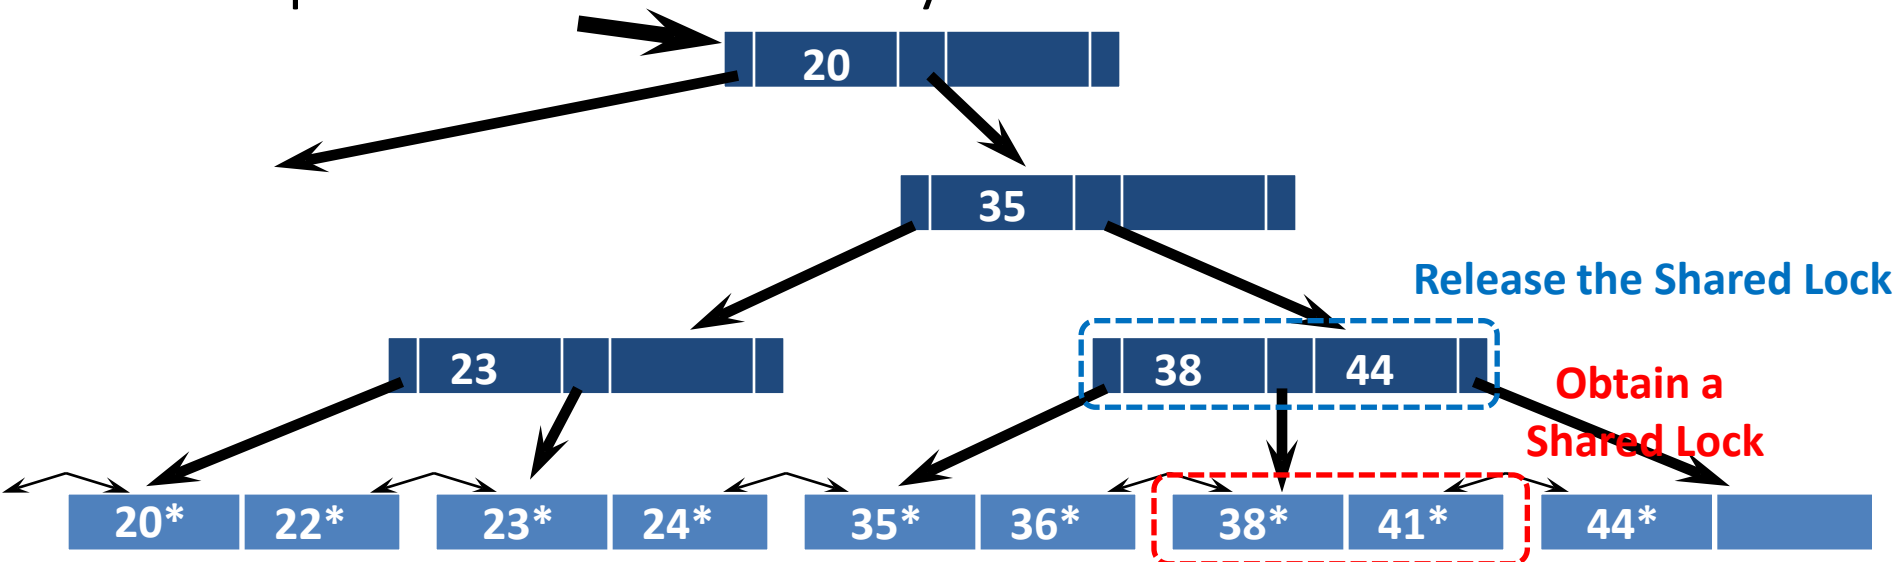 20
35
Release the Shared Lock
23
38 44
Obtain a
Shared Lock
20* 22* 23* 24* 35* 36* 38* 41* 44*